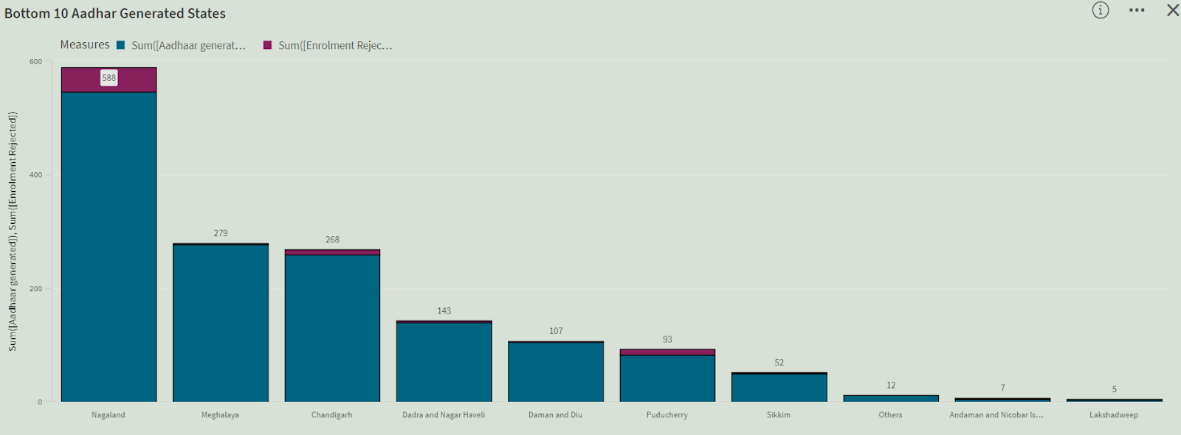 Bottom 10 Aadhar Generated States
Measures Sum([Aadhaar generat... Sum([Enrolment Rejec...
Sum([Aadhaar generated]), Sum([Enrolment Rejected])
600
400
200
0
588
279
268
143
107
93
52
12
7
5
Nagaland
Meghalaya
Chandigarh
Dadra and Nagar Haveli
Daman and Diu
Puducherry
Sikkim
Others
Andaman and Nicobar Is...
Lakshadweep